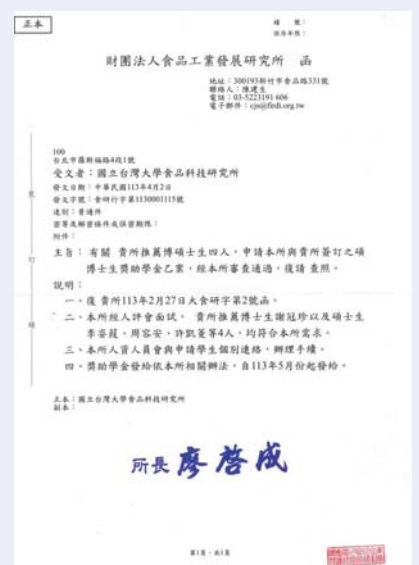 正本
檔　號：
保存年限：
財團法人食品工業發展研究所　函
地址：300193新竹市食品路331號
聯絡人：陳建生
電話：03-5223191 606
電子郵件：cjs@firdi.org.tw
100
台北市羅斯福路4段1號
受文者：國立台灣大學食品科技研究所
發文日期：中華民國113年4月2日
發文字號：食研行字第1130001115號
速別：普通件
密等及解密條件或保密期限：
附件：
主旨：有關 貴所推薦博碩士生四人，申請本所與貴所簽訂之碩
博士生獎助學金乙案，經本所審查通過，復請 查照。
說明：
一、復 貴所113年2月27日大食研字第2號函。
二、本所經人評會面試， 貴所推薦博士生謝冠珍以及碩士生
李姿葭、周容安、許凱菱等4人，均符合本所需求。
三、本所人資人員會與申請學生個別連絡，辦理手續。
四、獎助學金發給依本所相關辦法，自113年5月份起發給。
正本：國立台灣大學食品科技研究所
副本：
裝
訂
線
所長 廖啓成
第1頁，共1頁